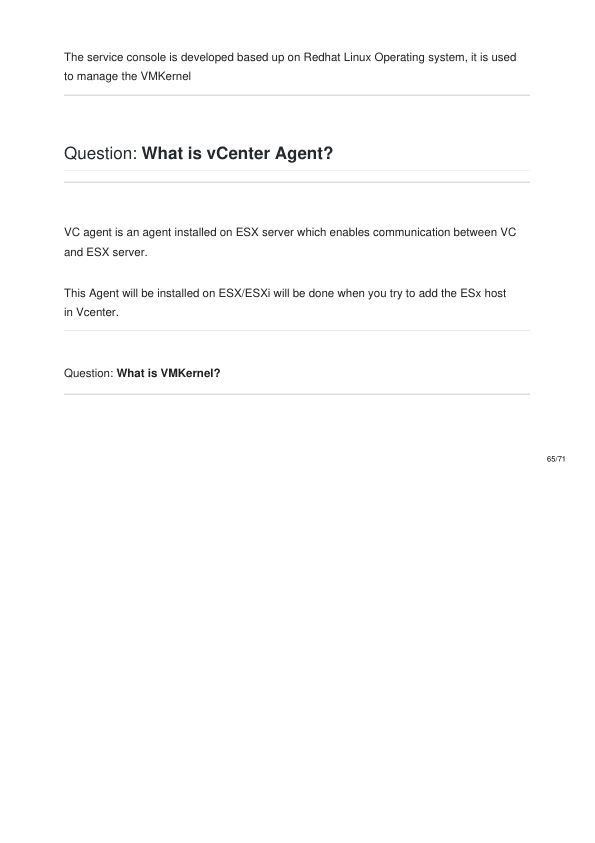 The service console is developed based up on Redhat Linux Operating system, it is used
to manage the VMKernel
Question: What is vCenter Agent?
VC agent is an agent installed on ESX server which enables communication between VC
and ESX server.
This Agent will be installed on ESX/ESXi will be done when you try to add the ESx host
in Vcenter.
Question: What is VMKernel?
65/71